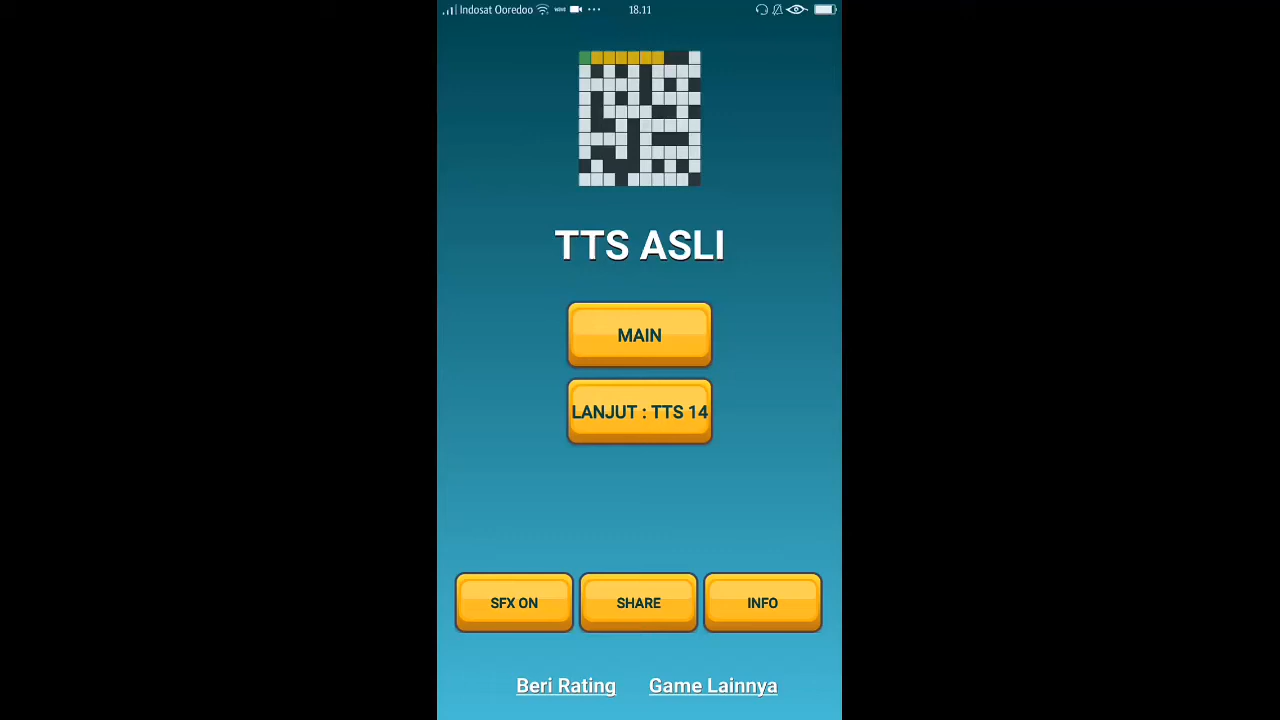 Indosat Ooredoo 18.11
TTS ASLI
MAIN
LANJUT : TTS 14
SFX ON SHARE INFO
Beri Rating Game Lainnya